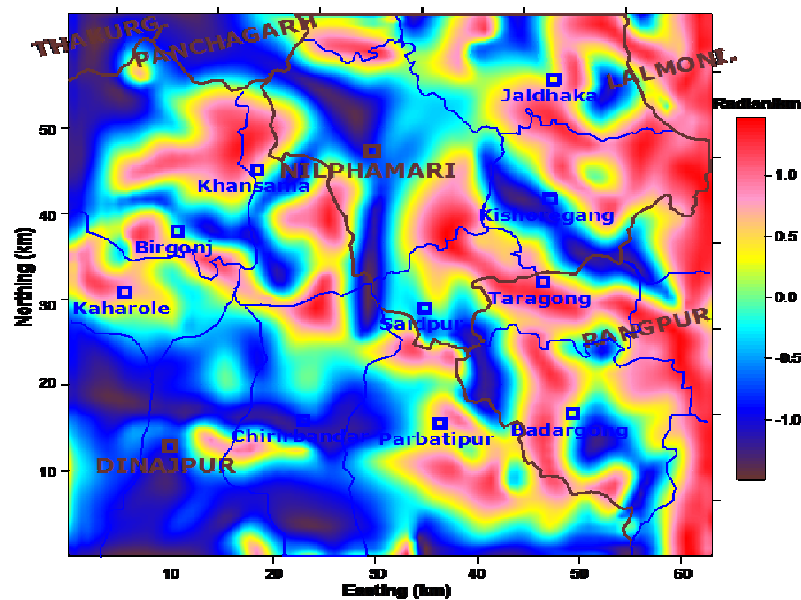 THAKURG.
PANCHAGARH
LALMONI.
Jaldhaka
Radian/km
50
NILPHAMARI
Khansama
1.0
40
Kishoregang
Birgonj
0.5
Northing (km)
30
Kaharole
Taragong
0.0
Saidpur
RANGPUR
-0.5
20
Chirirbandar
Parbatipur
Badargong
-1.0
DINAJPUR
10
10
20
30
40
50
60
Easting (km)